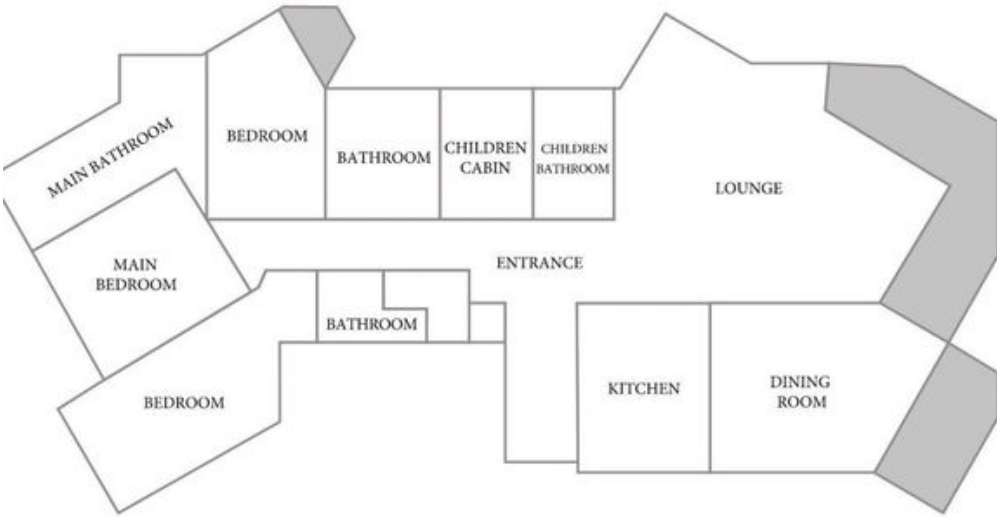 MAIN BATHROOM
BEDROOM
BATHROOM
CHILDREN
CABIN
CHILDREN
BATHROOM
LOUNGE
MAIN
BEDROOM
ENTRANCE
BATHROOM
BEDROOM
KITCHEN
DINING
ROOM